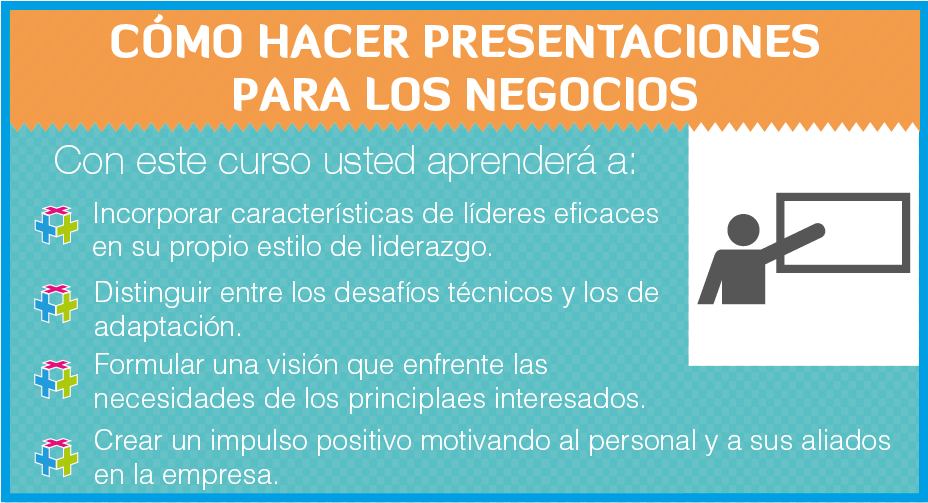 CÓMO HACER PRESENTACIONES
PARA LOS NEGOCIOS
Con este curso usted aprenderá a:
Incorporar características de líderes eficaces
en su propio estilo de liderazgo.
Distinguir entre los desafíos técnicos y los de
adaptación.
Formular una visión que enfrente las
necesidades de los principlaes interesados.
Crear un impulso positivo motivando al personal y a sus aliados
en la empresa.